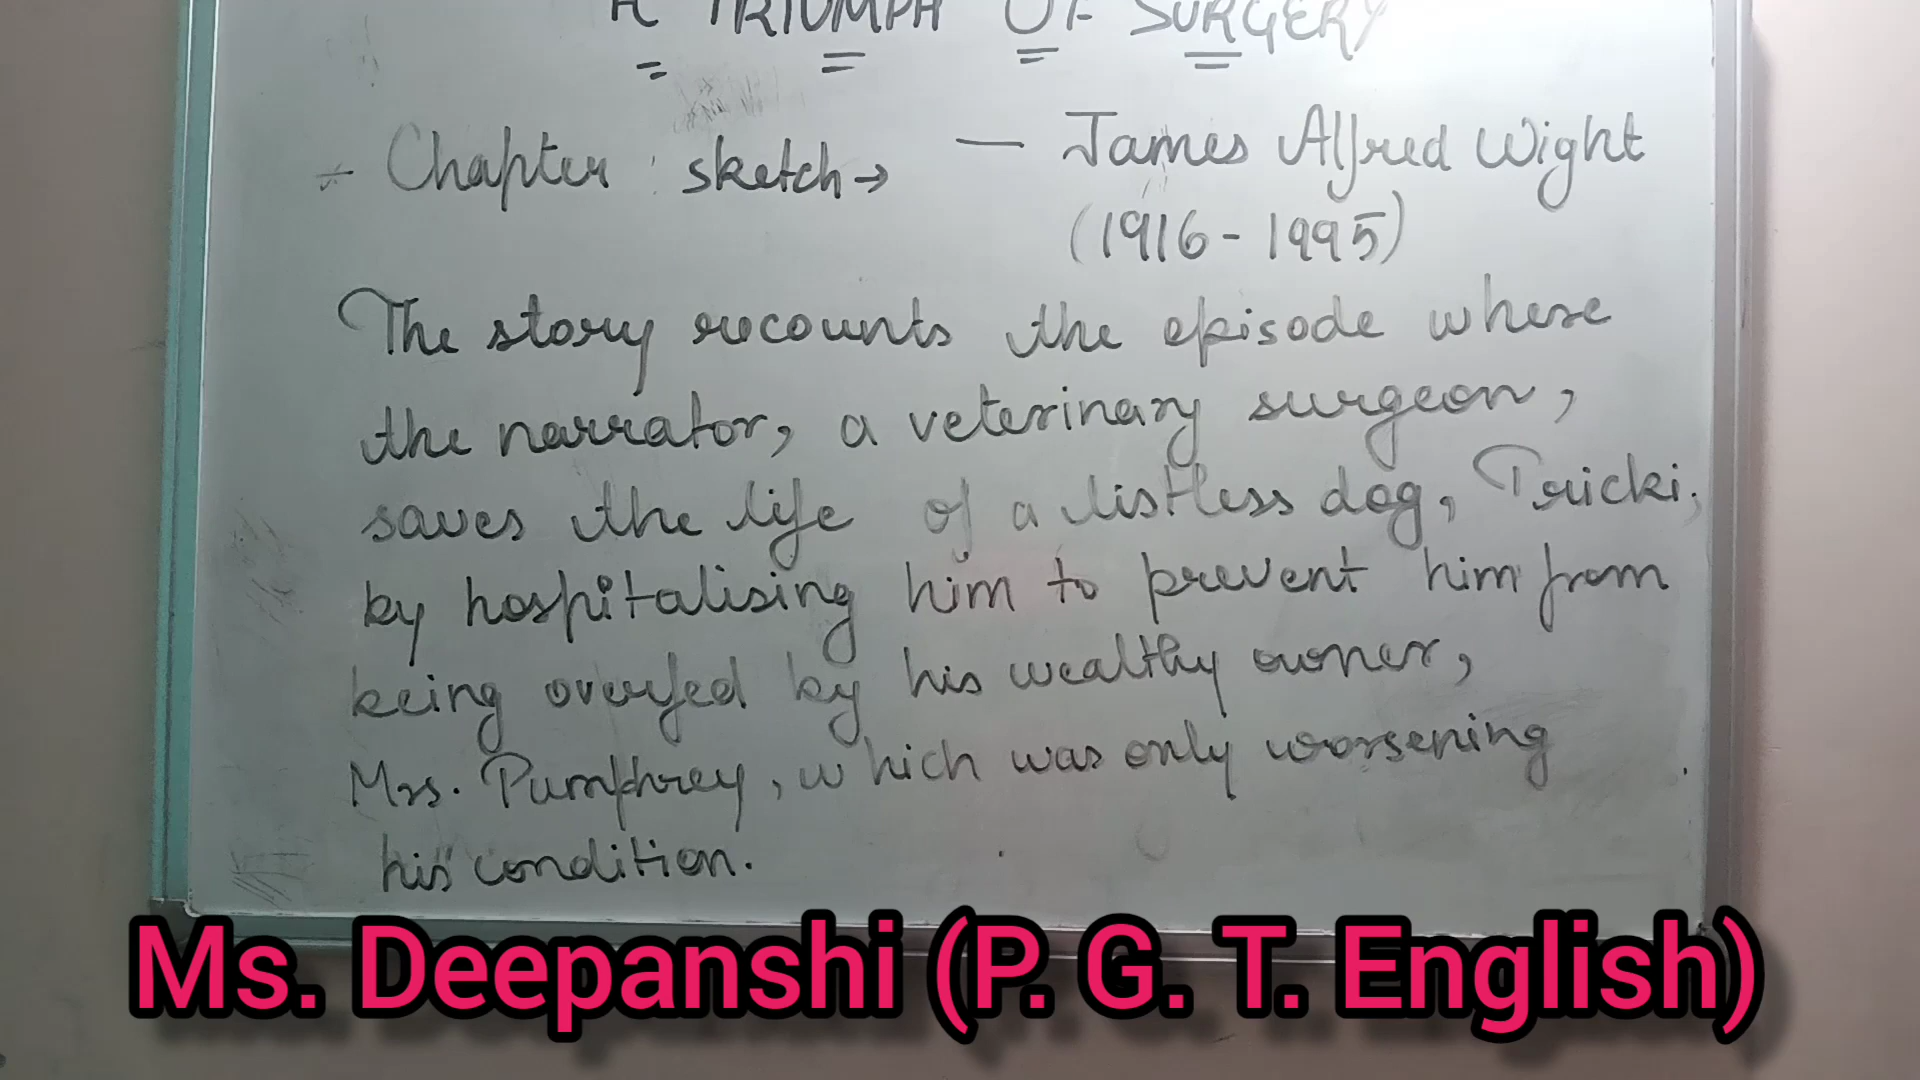 A TRIUMPH OF SURGERY
Chapter sketch → — James Alfred Wight
(1916-1995)
The story recounts the episode where
the narrator, a veterinary surgeon,
saves the life of a listless dog, Tricki,
by hospitalising him to prevent him from
being overfed by his wealthy owner,
Mrs. Pumphrey, which was only worsening
his condition.
Ms. Deepanshi (P. G. T. English)